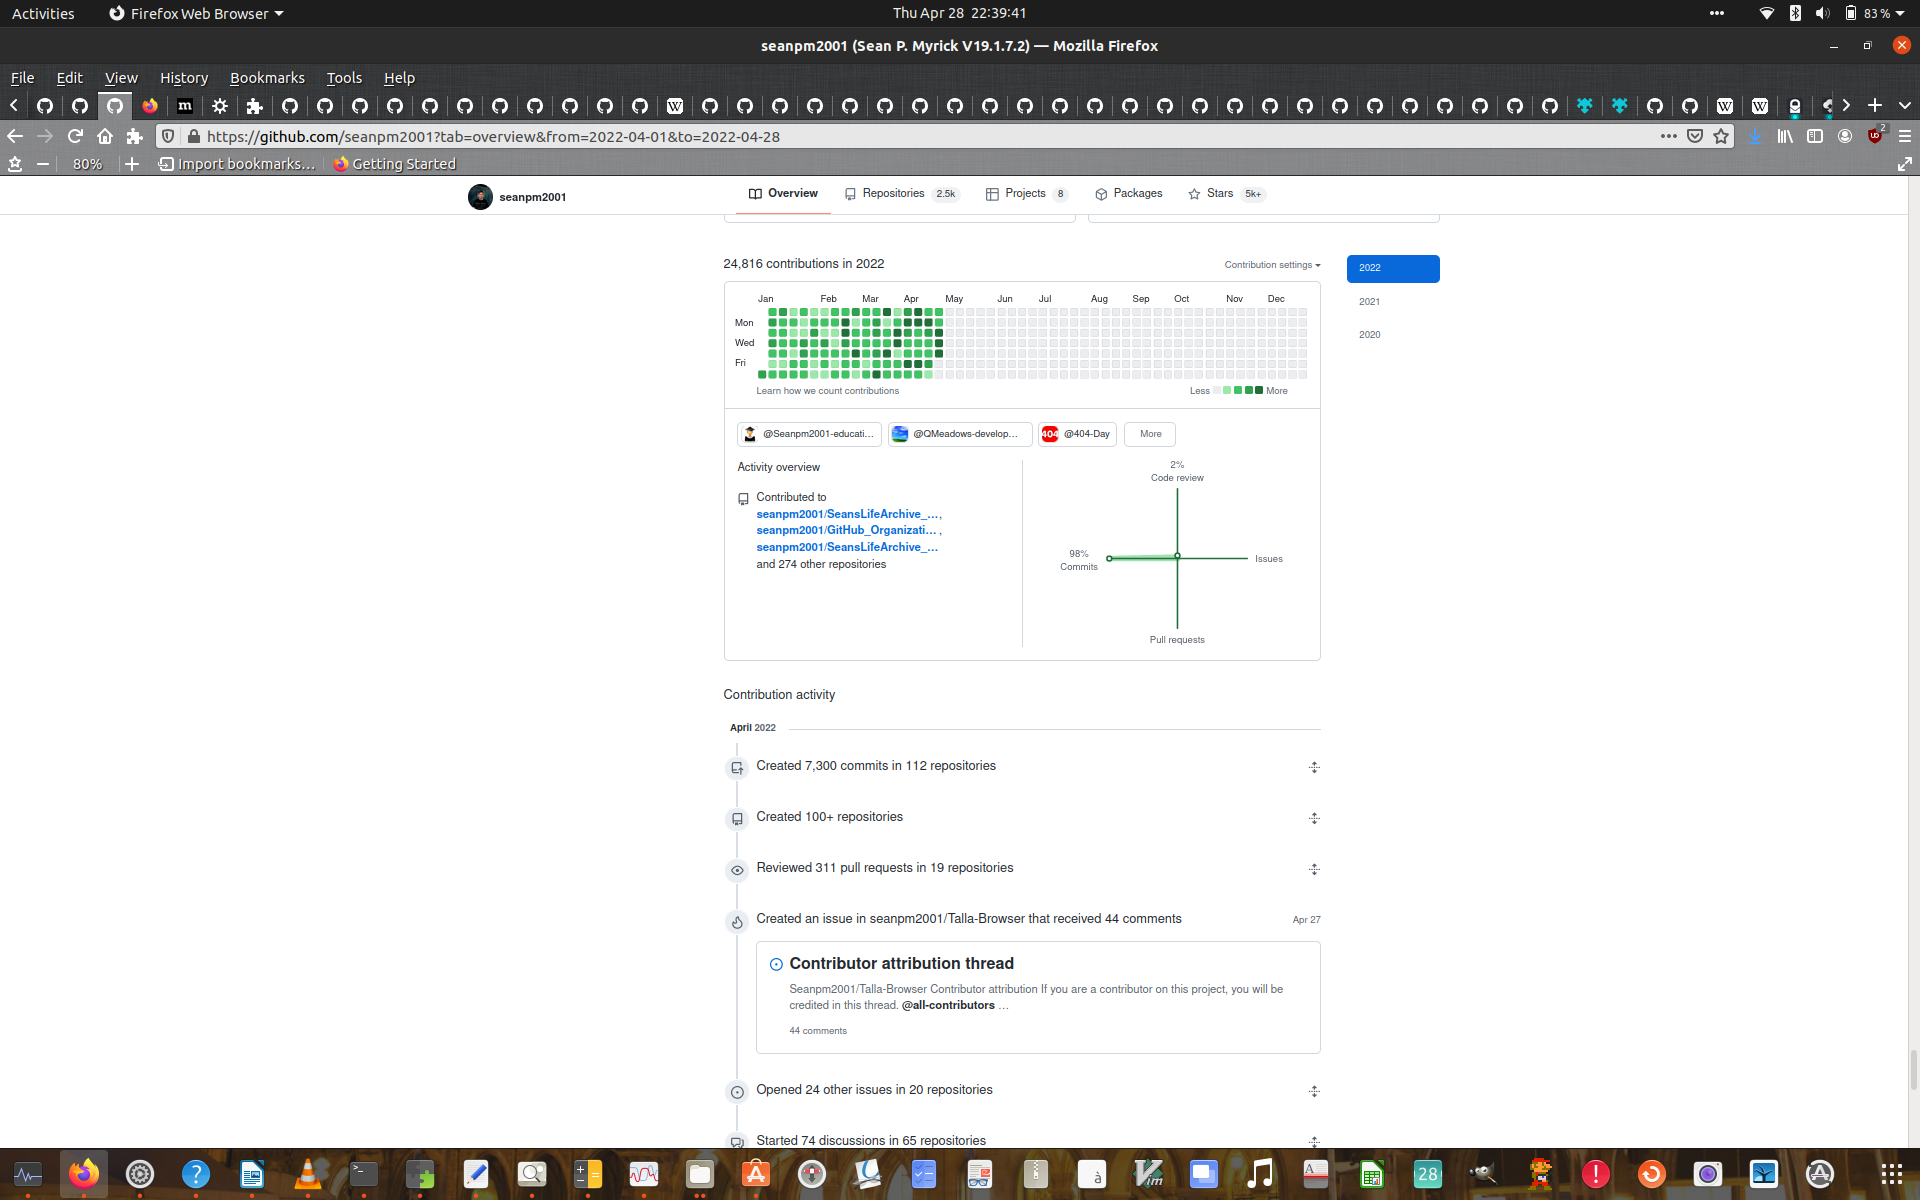 Activities
Firefox Web Browser
Thu Apr 28 22:39:41
83 %
seanpm2001 (Sean P. Myrick V19.1.7.2) — Mozilla Firefox
File Edit View History Bookmarks Tools Help
https://github.com/seanpm2001?tab=overview&from=2022-04-01&to=2022-04-28
2
80%
Import bookmarks...
Getting Started
seanpm2001
Overview
Repositories 2.5k
Projects 8
Packages
Stars 5k+
24,816 contributions in 2022
Contribution settings
2022
2021
2020
Jan Feb Mar Apr May Jun Jul Aug Sep Oct Nov Dec
Mon
Wed
Fri
Learn how we count contributions
Less More
@Seanpm2001-educati...
@QMeadows-develop...
404 @404-Day
More
Activity overview
Contributed to
seanpm2001/SeansLifeArchive_...,
seanpm2001/GitHub_Organizati... ,
seanpm2001/SeansLifeArchive_...
and 274 other repositories
2%
Code review
98%
Commits
Issues
Pull requests
Contribution activity
April 2022
Created 7,300 commits in 112 repositories
Created 100+ repositories
Reviewed 311 pull requests in 19 repositories
Created an issue in seanpm2001/Talla-Browser that received 44 comments
Apr 27
Contributor attribution thread
Seanpm2001/Talla-Browser Contributor attribution If you are a contributor on this project, you will be
credited in this thread. @all-contributors ...
44 comments
Opened 24 other issues in 20 repositories
Started 74 discussions in 65 repositories
28